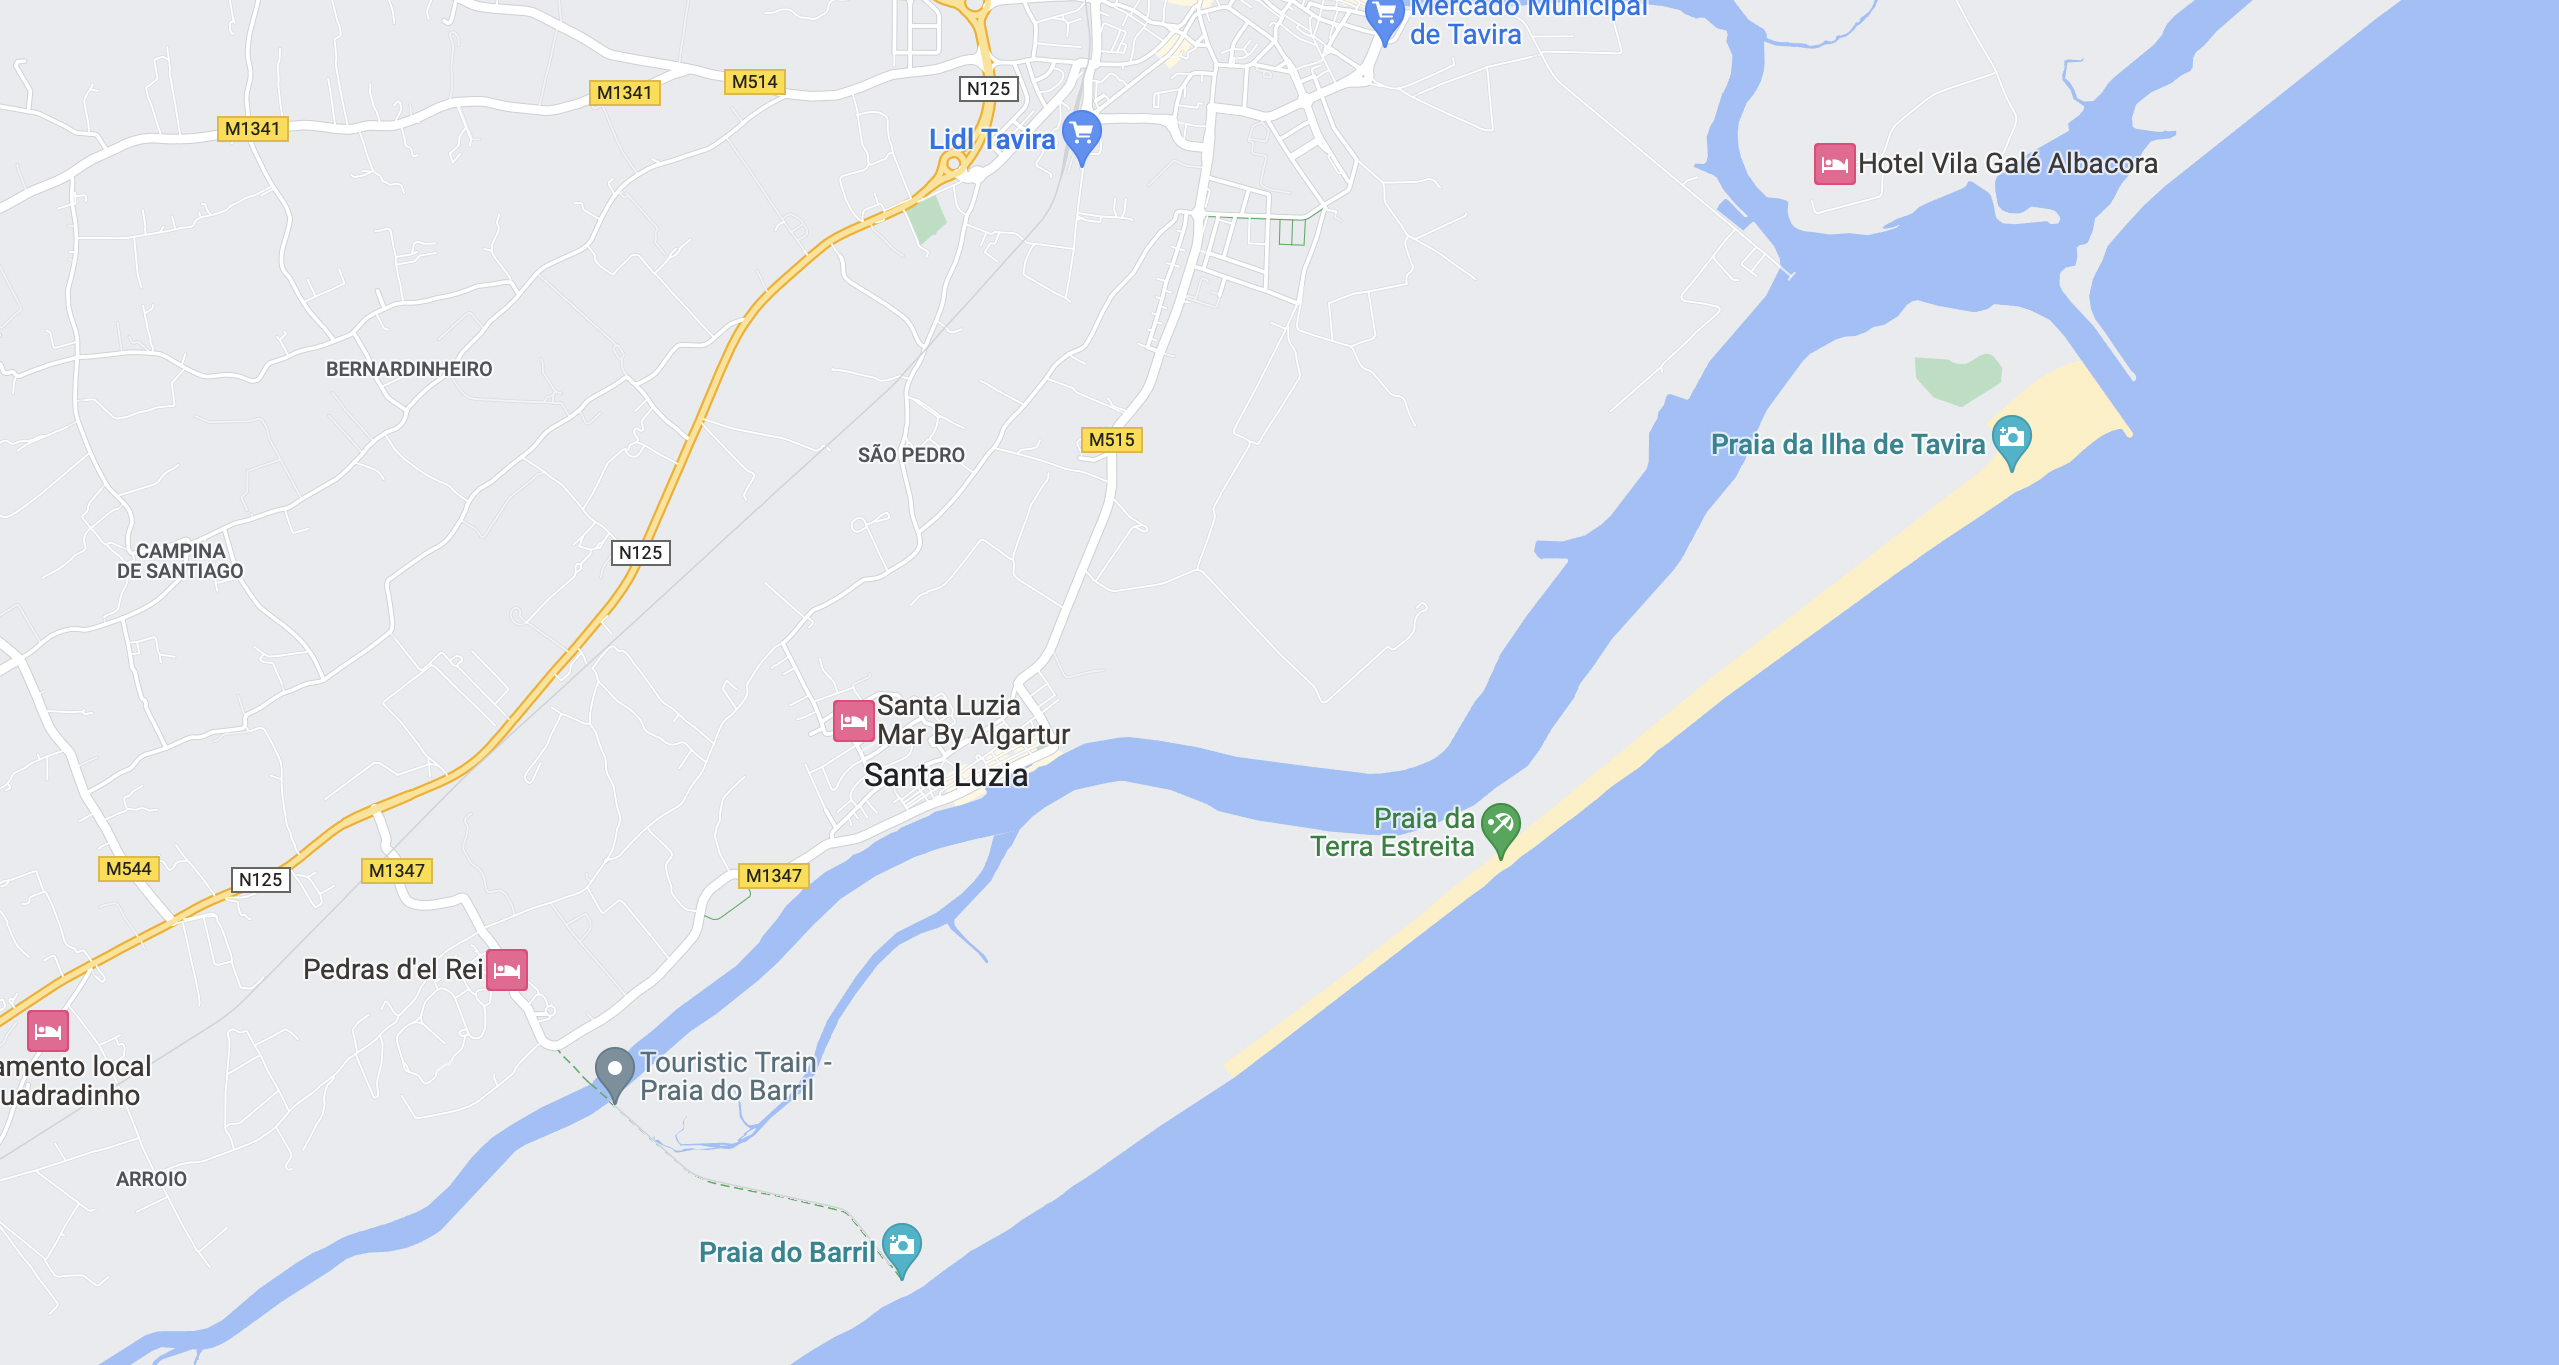 Mercado Municipal
de Tavira
M514
N125
M1341
M1341
Lidl Tavira
Hotel Vila Galé Albacora
BERNARDINHEIRO
M515
Praia da Ilha de Tavira
SÃO PEDRO
N125
CAMPINA
DE SANTIAGO
Santa Luzia
Mar By Algartur
Santa Luzia
Praia da
Terra Estreita
M544
N125
M1347
M1347
Pedras d'el Rei
amento local
uadradinho
Touristic Train -
Praia do Barril
ARROIO
Praia do Barril